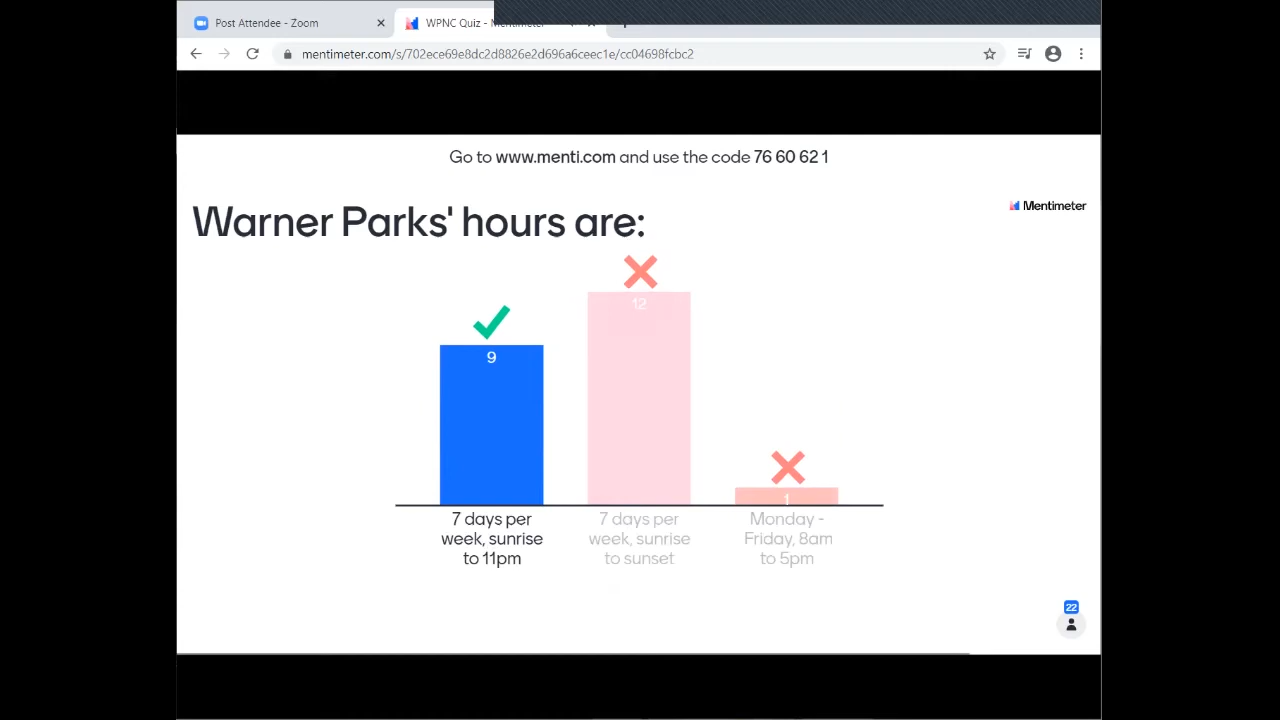 Post Attendee - Zoom
WPNC Quiz - Mentimeter
mentimeter.com/s/702ece69e8dc2d8826e2d696a6ceec1e/cc04698fcbc2
Go to www.menti.com and use the code 76 60 62 1
Mentimeter
Warner Parks' hours are:
12
9
1
7 days per
week, sunrise
to 11pm
7 days per
week, sunrise
to sunset
Monday -
Friday, 8am
to 5pm
22